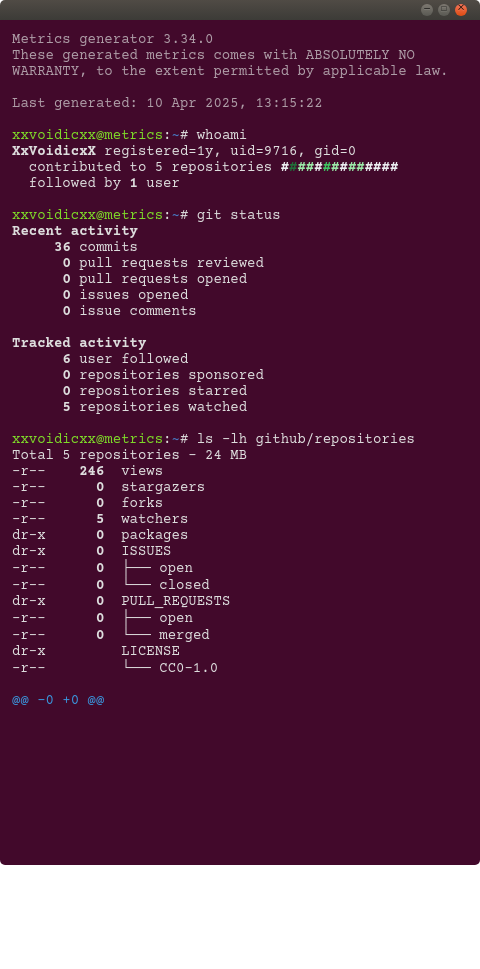 Metrics generator 3.34.0
These generated metrics comes with ABSOLUTELY NO
WARRANTY, to the extent permitted by applicable law.
Last generated: 10 Apr 2025, 13:15:22
xxvoidicxx@metrics:~# whoami
XxVoidicxX registered=1y, uid=9716, gid=0
contributed to 5 repositories ##############
followed by 1 user
xxvoidicxx@metrics:~# git status
Recent activity
36 commits
0 pull requests reviewed
0 pull requests opened
0 issues opened
0 issue comments
Tracked activity
6 user followed
0 repositories sponsored
0 repositories starred
5 repositories watched
xxvoidicxx@metrics:~# ls -lh github/repositories
Total 5 repositories - 24 MB
-r-- 246 views
-r-- 0 stargazers
-r-- 0 forks
-r-- 5 watchers
dr-x 0 packages
dr-x 0 ISSUES
-r-- 0 ├── open
-r-- 0 └── closed
dr-x 0 PULL_REQUESTS
-r-- 0 ├── open
-r-- 0 └── merged
dr-x LICENSE
-r-- └── CC0-1.0
@@ -0 +0 @@